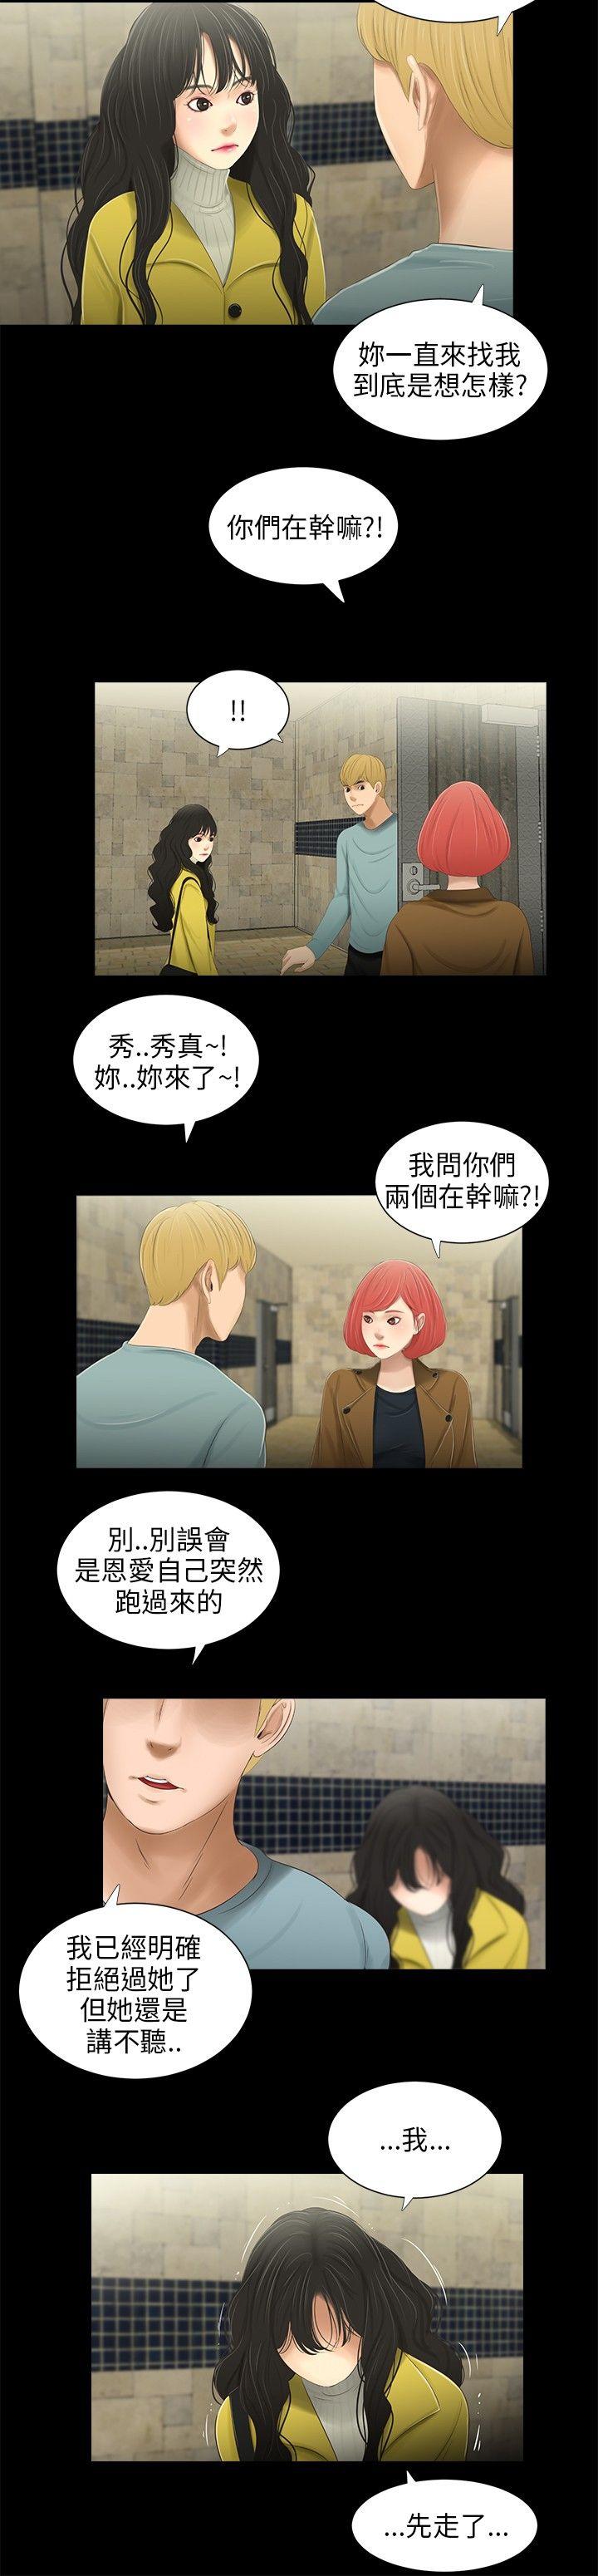 妳一直來找我
到底是想怎樣?
你們在幹嘛?!
!!
秀..秀真~!
妳..妳來了~!
我問你們
兩個在幹嘛?!
別..別誤會
是恩愛自己突然
跑過來的
我已經明確
拒絕過她了
但她還是
講不聽..
...我...
...先走了...